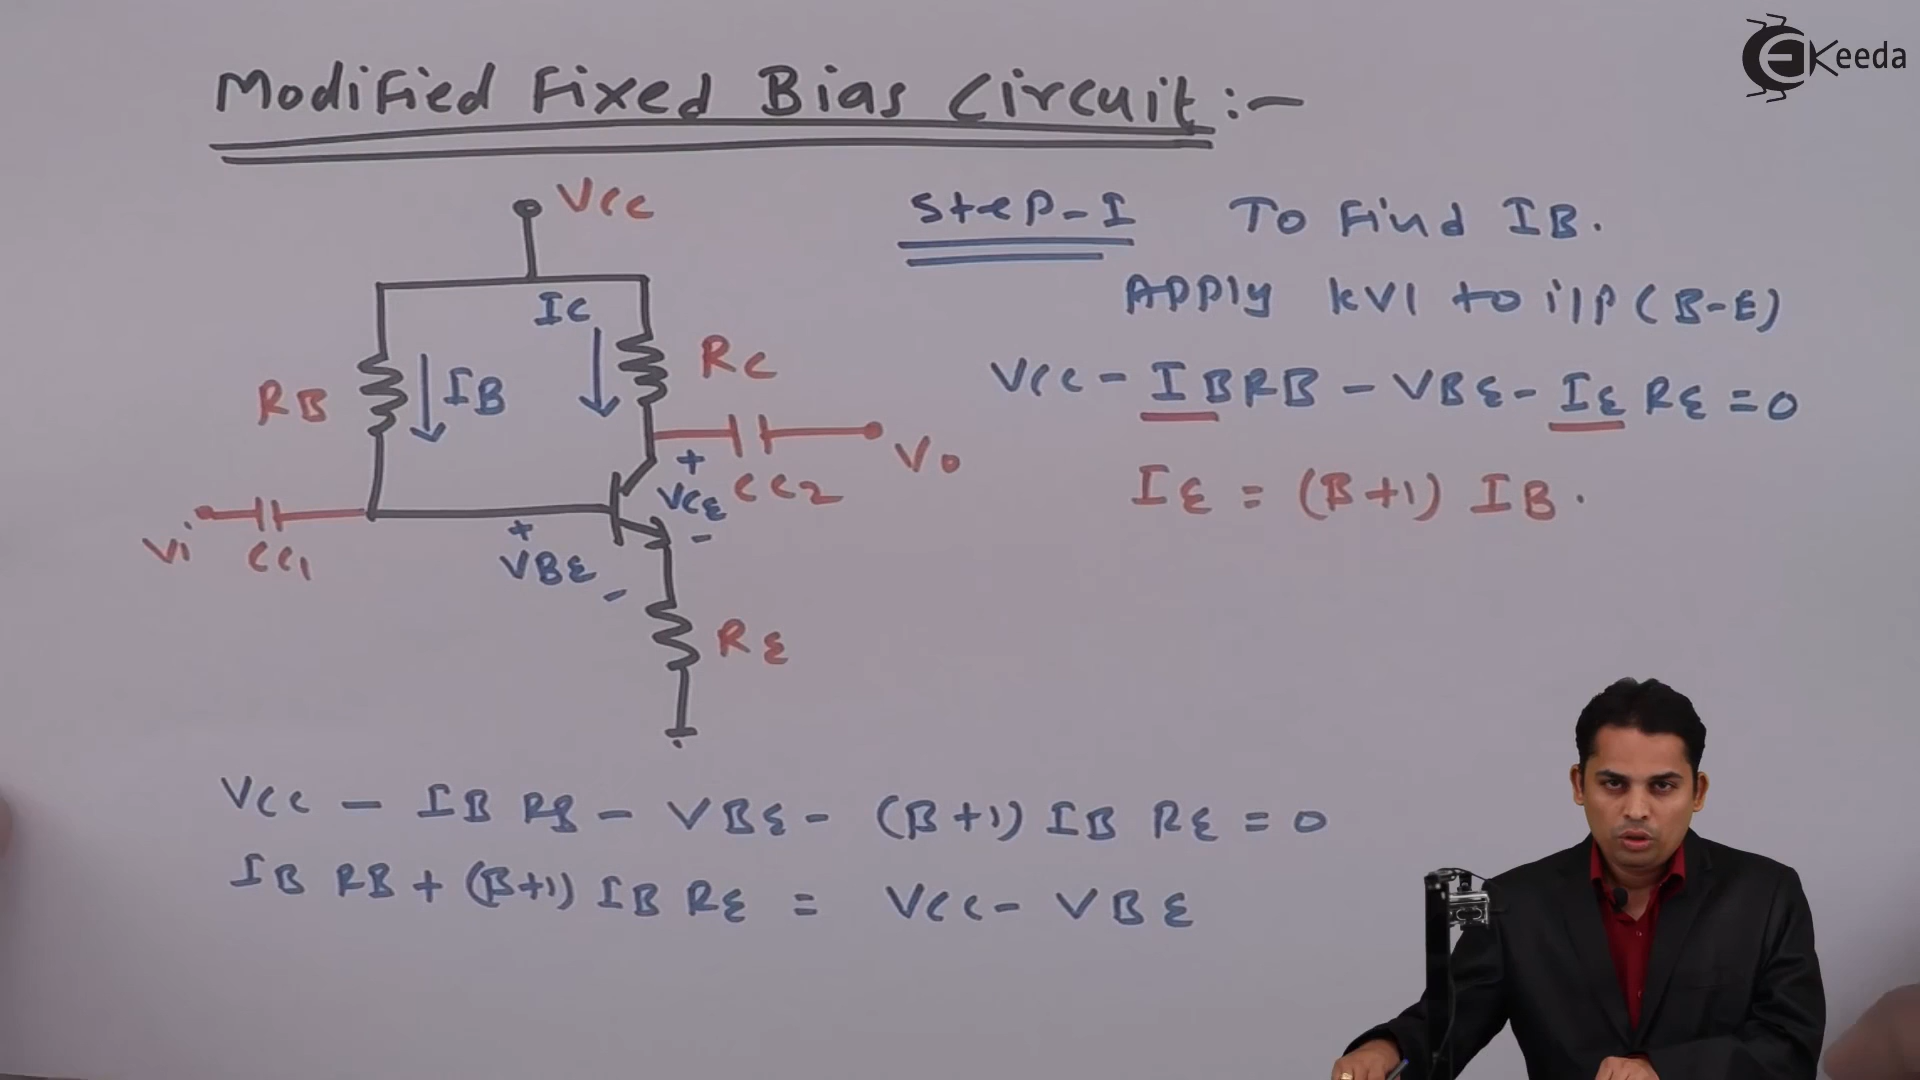 EKeeda
Modified Fixed Bias Circuit:-
VCC
IC
RB
IB
RC
+
VCE
-
CC2
Vo
Vi
CC1
+
VBE
-
RE
Step-I To Find IB.
Apply KVL to i/p (B-E)
VCC - IBRB - VBE - IE RE = 0
IE = (β+1) IB.
VCC - IB RB - VBE - (β+1) IB RE = 0
IB RB + (β+1) IB RE = VCC - VBE